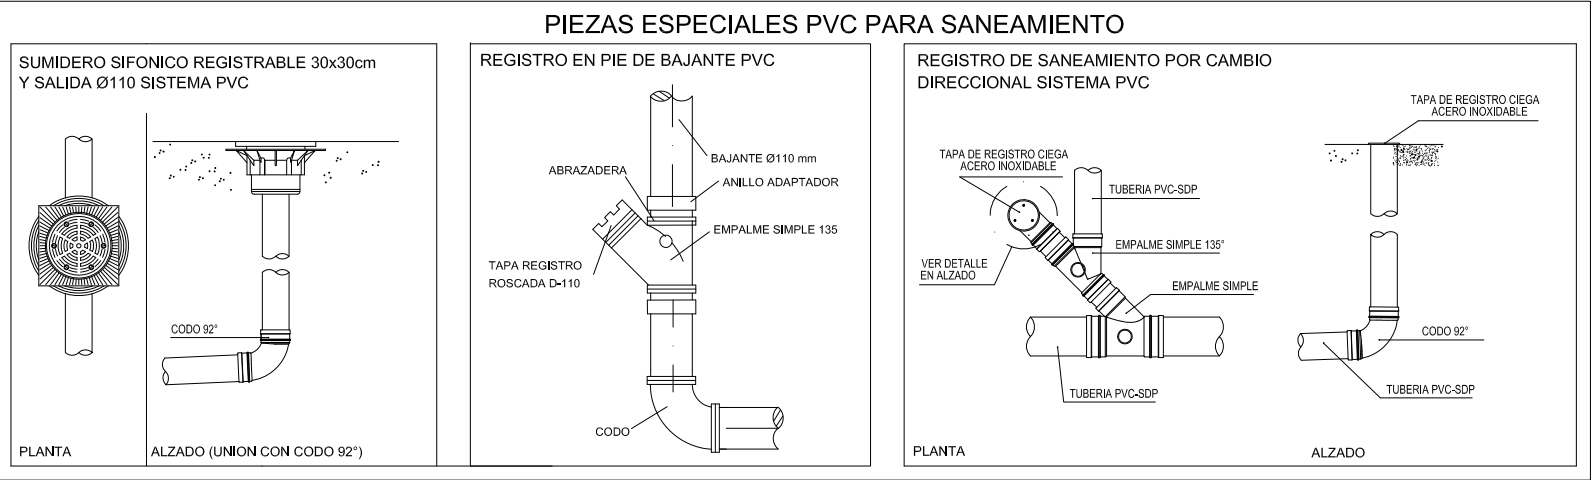 PIEZAS ESPECIALES PVC PARA SANEAMIENTO
SUMIDERO SIFONICO REGISTRABLE 30x30cm
Y SALIDA Ø110 SISTEMA PVC
CODO 92°
PLANTA
ALZADO (UNION CON CODO 92°)
REGISTRO EN PIE DE BAJANTE PVC
BAJANTE Ø110 mm
ABRAZADERA
ANILLO ADAPTADOR
EMPALME SIMPLE 135
TAPA REGISTRO
ROSCADA D-110
CODO
REGISTRO DE SANEAMIENTO POR CAMBIO
DIRECCIONAL SISTEMA PVC
TAPA DE REGISTRO CIEGA
ACERO INOXIDABLE
TUBERIA PVC-SDP
EMPALME SIMPLE 135°
VER DETALLE
EN ALZADO
EMPALME SIMPLE
TUBERIA PVC-SDP
PLANTA
TAPA DE REGISTRO CIEGA
ACERO INOXIDABLE
CODO 92°
TUBERIA PVC-SDP
ALZADO